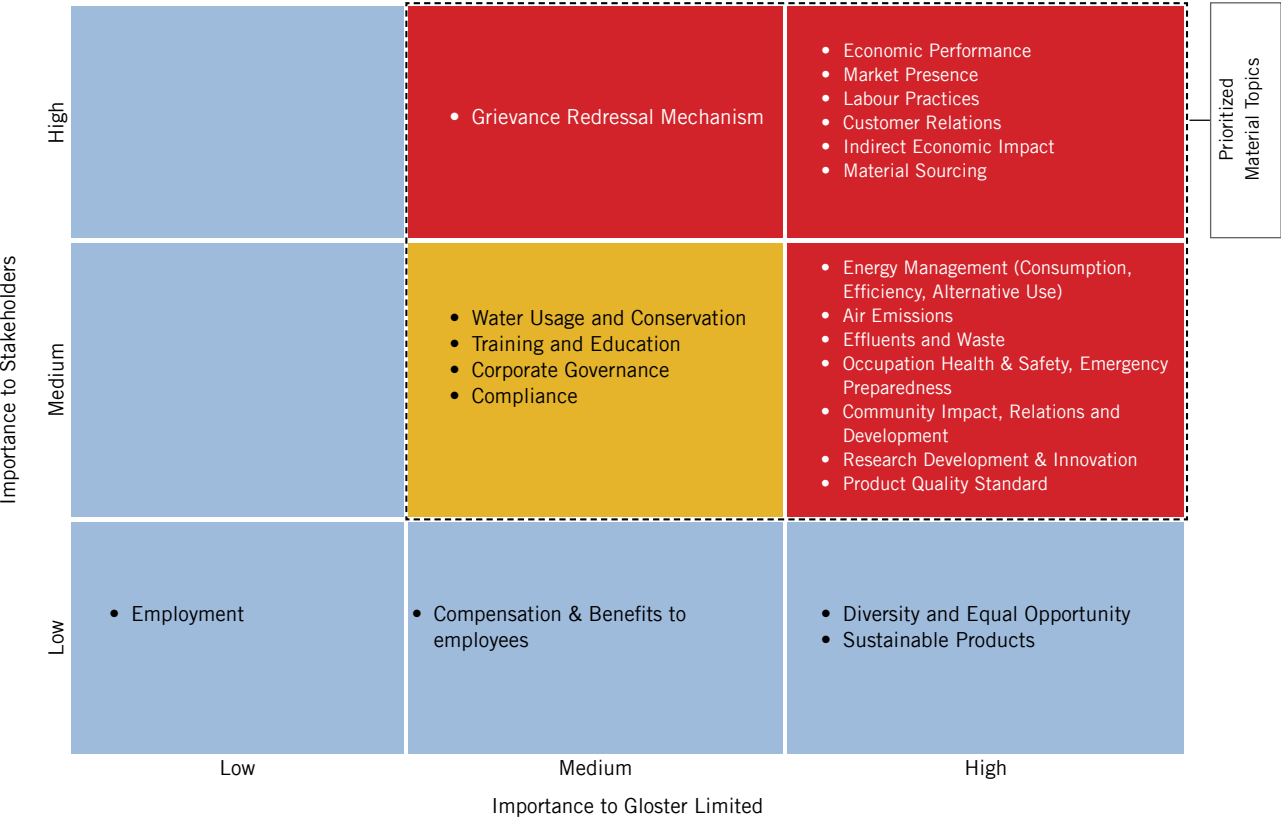 Importance to Stakeholders
High
• Grievance Redressal Mechanism
• Economic Performance
• Market Presence
• Labour Practices
• Customer Relations
• Indirect Economic Impact
• Material Sourcing
Prioritized
Material Topics
Medium
• Water Usage and Conservation
• Training and Education
• Corporate Governance
• Compliance
• Energy Management (Consumption,
Efficiency, Alternative Use)
• Air Emissions
• Effluents and Waste
• Occupation Health & Safety, Emergency
Preparedness
• Community Impact, Relations and
Development
• Research Development & Innovation
• Product Quality Standard
Low
• Employment
• Compensation & Benefits to
employees
• Diversity and Equal Opportunity
• Sustainable Products
Low
Medium
High
Importance to Gloster Limited